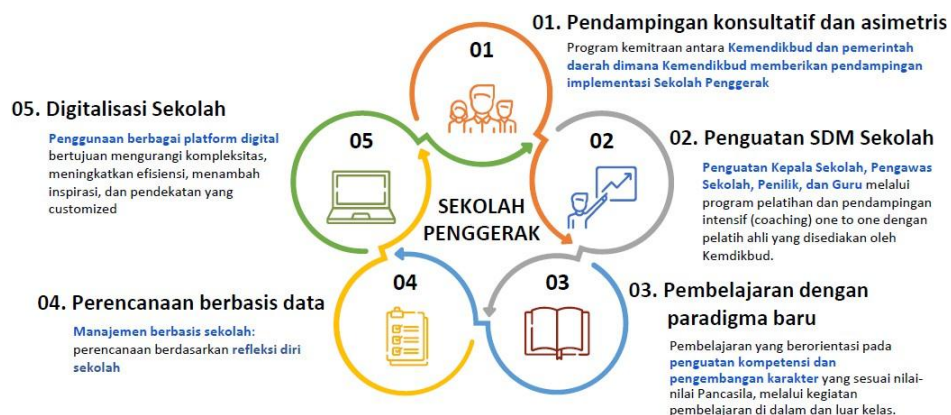 01. Pendampingan konsultatif dan asimetris
Program kemitraan antara Kemendikbud dan pemerintah
daerah dimana Kemendikbud memberikan pendampingan
implementasi Sekolah Penggerak
02. Penguatan SDM Sekolah
Penguatan Kepala Sekolah, Pengawas
Sekolah, Penilik, dan Guru melalui
program pelatihan dan pendampingan
intensif (coaching) one to one dengan
pelatih ahli yang disediakan oleh
Kemdikbud.
03. Pembelajaran dengan
paradigma baru
Pembelajaran yang berorientasi pada
penguatan kompetensi dan
pengembangan karakter yang sesuai nilai-
nilai Pancasila, melalui kegiatan
pembelajaran di dalam dan luar kelas.
04. Perencanaan berbasis data
Manajemen berbasis sekolah:
perencanaan berdasarkan refleksi diri
sekolah
05. Digitalisasi Sekolah
Penggunaan berbagai platform digital
bertujuan mengurangi kompleksitas,
meningkatkan efisiensi, menambah
inspirasi, dan pendekatan yang
customized
01
02
03
04
05
SEKOLAH
PENGGERAK